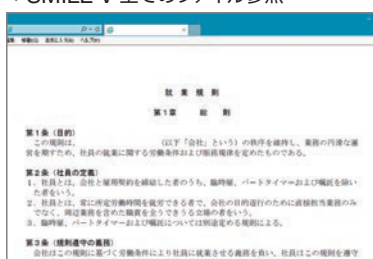 就 業 規 則
第1章 総 則
第1条（目的）
この規則は、 （以下「会社」という）の秩序を維持し、業務の円滑な運
営を期すため、社員の就業に関する労働条件および服務規律を定めたものである。
第2条（社員の定義）
1．社員とは、会社と雇用契約を締結した者のうち、臨時雇、パートタイマーおよび嘱託を除い
た者をいう。
2．社員とは、常に所定労働時間を就労できる者で、会社の目的遂行のために直接担当業務のみ
でなく、周辺業務を含めた職責を全うできうる立場の者をいう。
3．臨時雇、パートタイマーおよび嘱託については別途定める規則による。
第3条（規則遵守の義務）
会社はこの規則に基づく労働条件により社員に就業させる義務を負い、社員はこの規則を遵守